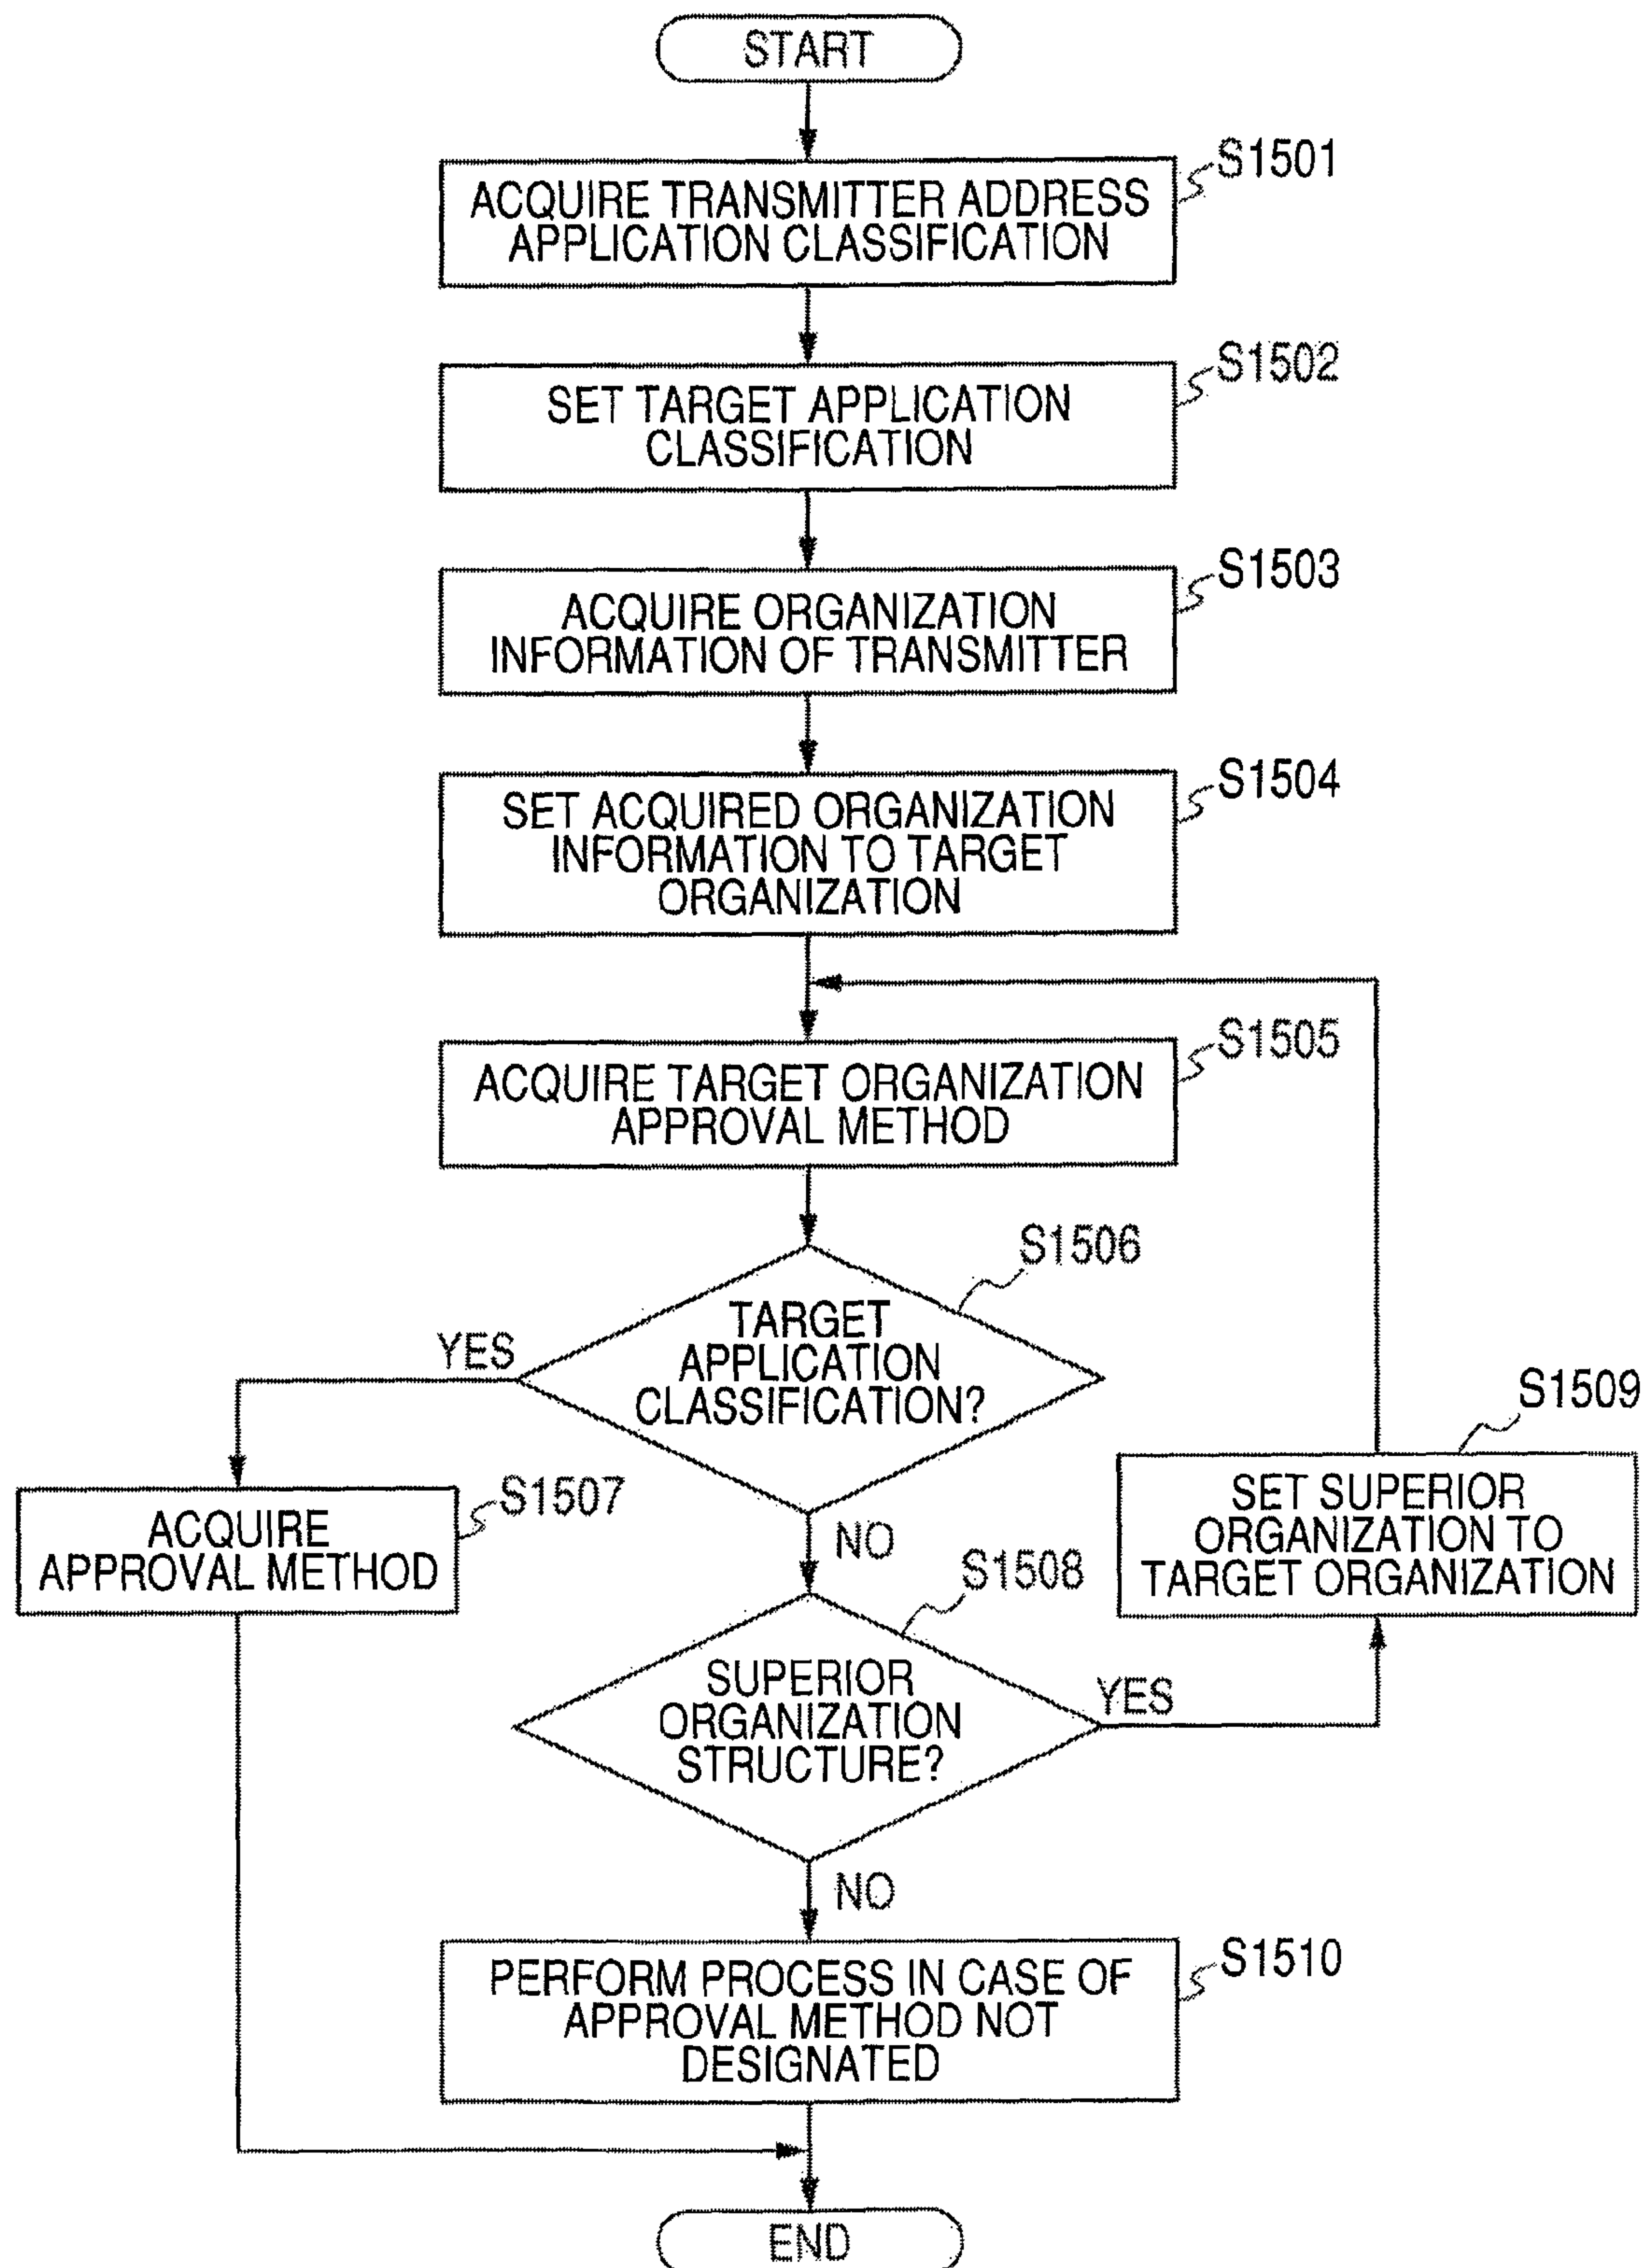 START
S1501
ACQUIRE TRANSMITTER ADDRESS
APPLICATION CLASSIFICATION
S1502
SET TARGET APPLICATION
CLASSIFICATION
S1503
ACQUIRE ORGANIZATION
INFORMATION OF TRANSMITTER
S1504
SET ACQUIRED ORGANIZATION
INFORMATION TO TARGET
ORGANIZATION
S1505
ACQUIRE TARGET ORGANIZATION
APPROVAL METHOD
S1506
TARGET
APPLICATION
CLASSIFICATION?
YES
NO
S1507
ACQUIRE
APPROVAL METHOD
S1509
SET SUPERIOR
ORGANIZATION TO
TARGET ORGANIZATION
S1508
SUPERIOR
ORGANIZATION
STRUCTURE?
YES
NO
S1510
PERFORM PROCESS IN CASE OF
APPROVAL METHOD NOT
DESIGNATED
END